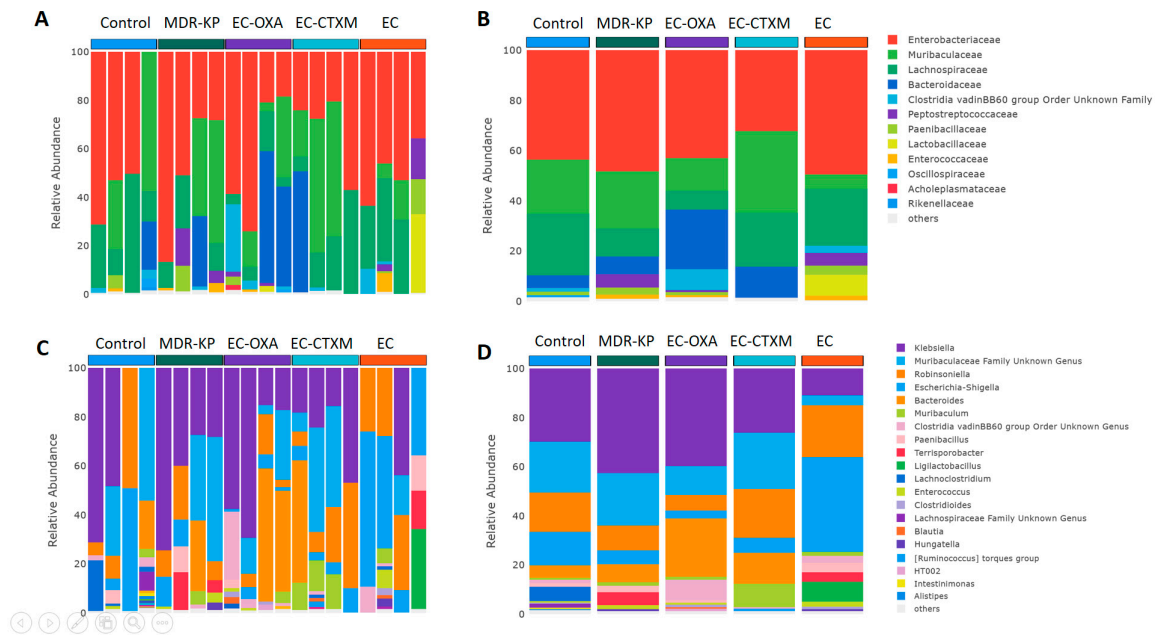 A
Control MDR-KP EC-OXA EC-CTXM EC
Relative Abundance
100
80
60
40
20
0
B
Control MDR-KP EC-OXA EC-CTXM EC
Relative Abundance
100
80
60
40
20
0
Enterobacteriaceae
Muribaculaceae
Lachnospiraceae
Bacteroidaceae
Clostridia vadinBB60 group Order Unknown Family
Peptostreptococcaceae
Paenibacillaceae
Lactobacillaceae
Enterococcaceae
Oscillospiraceae
Acholeplasmataceae
Rikenellaceae
others
C
Control MDR-KP EC-OXA EC-CTXM EC
Relative Abundance
100
80
60
40
20
0
D
Control MDR-KP EC-OXA EC-CTXM EC
Relative Abundance
100
80
60
40
20
0
Klebsiella
Muribaculaceae Family Unknown Genus
Robinsoniella
Escherichia-Shigella
Bacteroides
Muribaculum
Clostridia vadinBB60 group Order Unknown Genus
Paenibacillus
Terrisporobacter
Ligilactobacillus
Lachnoclostridium
Enterococcus
Clostridioides
Lachnospiraceae Family Unknown Genus
Blautia
Hungatella
[Ruminococcus] torques group
HT002
Intestinimonas
Alistipes
others